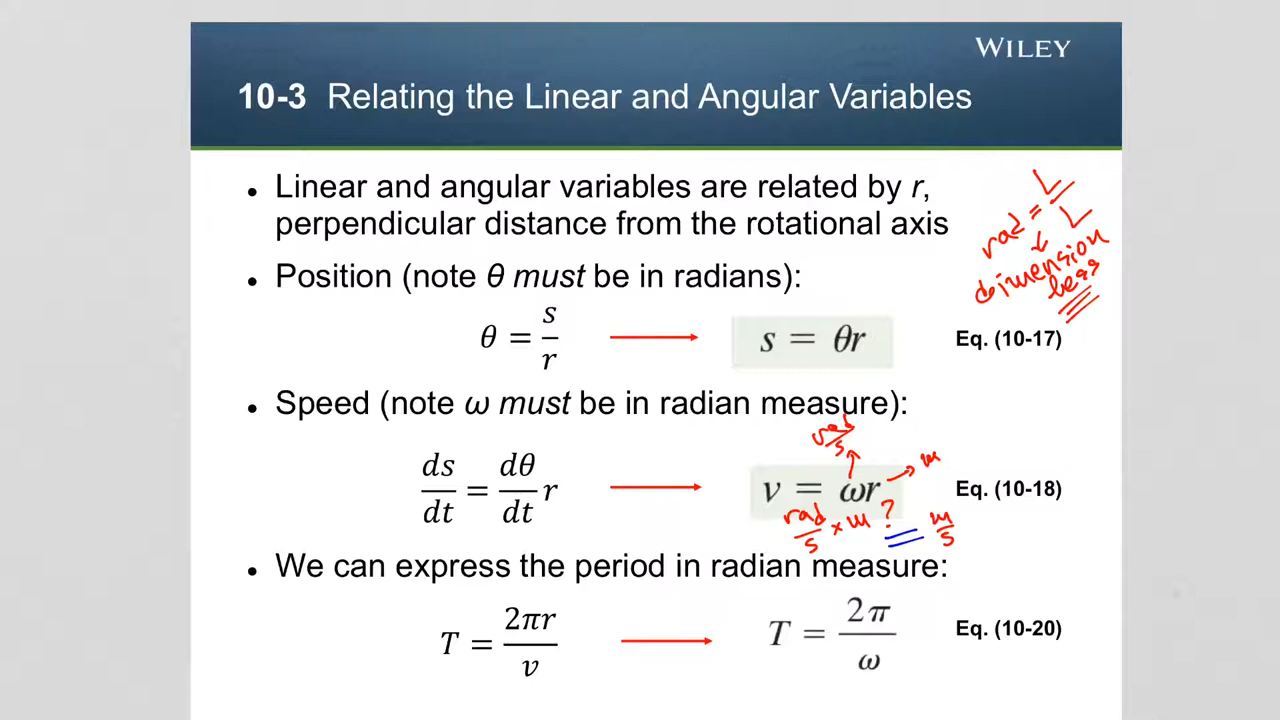 WILEY
10-3 Relating the Linear and Angular Variables
• Linear and angular variables are related by r,
perpendicular distance from the rotational axis
rad = L/L
↓
dimension
less
• Position (note θ must be in radians):
θ = s/r → s = θr Eq. (10-17)
• Speed (note ω must be in radian measure):
rad/s
ds/dt = dθ/dt r → v = ωr → m Eq. (10-18)
rad/s × m ? = m/s
• We can express the period in radian measure:
T = 2πr/v → T = 2π/ω Eq. (10-20)